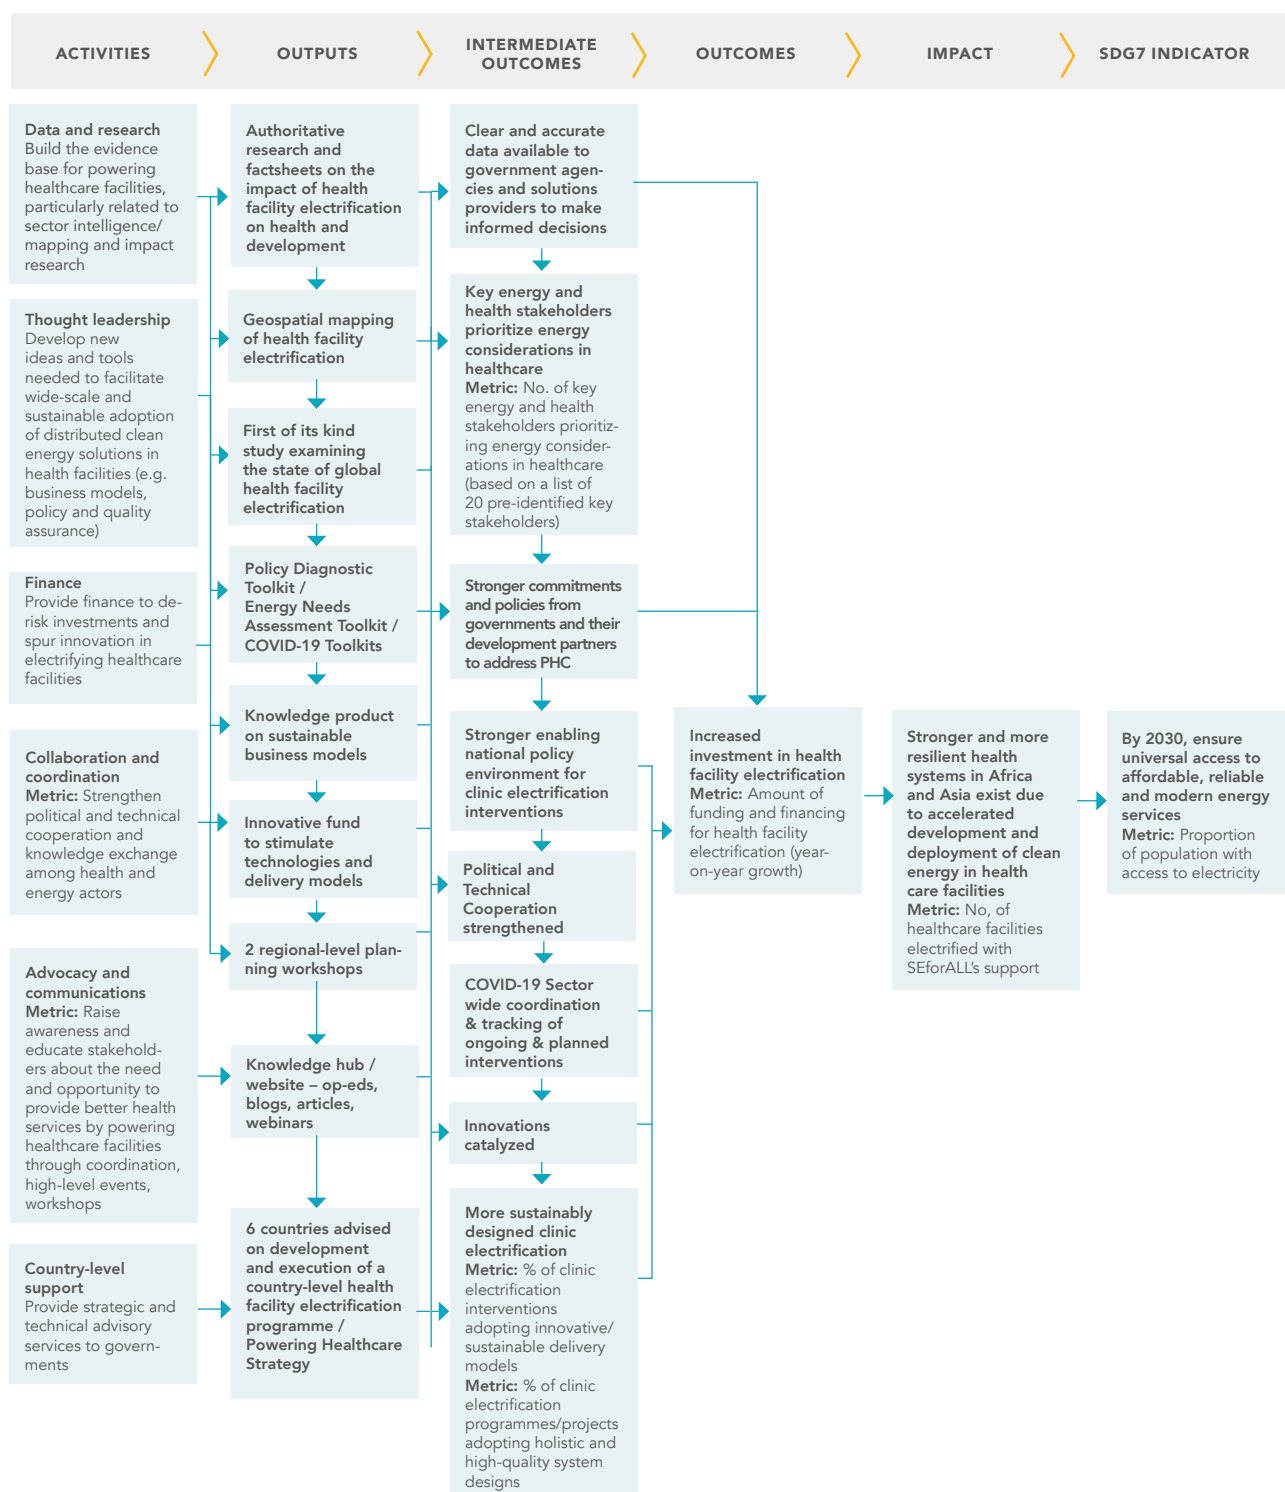 ACTIVITIES
OUTPUTS
INTERMEDIATE
OUTCOMES
OUTCOMES
IMPACT
SDG7 INDICATOR
Data and research
Build the evidence
base for powering
healthcare facilities,
particularly related to
sector intelligence/
mapping and impact
research
Thought leadership
Develop new
ideas and tools
needed to facilitate
wide-scale and
sustainable adoption
of distributed clean
energy solutions in
health facilities (e.g.
business models,
policy and quality
assurance)
Finance
Provide finance to de-
risk investments and
spur innovation in
electrifying healthcare
facilities
Collaboration and
coordination
Metric: Strengthen
political and technical
cooperation and
knowledge exchange
among health and
energy actors
Advocacy and
communications
Metric: Raise
awareness and
educate stakehold-
ers about the need
and opportunity to
provide better health
services by powering
healthcare facilities
through coordination,
high-level events,
workshops
Country-level
support
Provide strategic and
technical advisory
services to govern-
ments
Authoritative
research and
factsheets on the
impact of health
facility electrification
on health and
development
Geospatial mapping
of health facility
electrification
First of its kind
study examining
the state of global
health facility
electrification
Policy Diagnostic
Toolkit /
Energy Needs
Assessment Toolkit /
COVID-19 Toolkits
Knowledge product
on sustainable
business models
Innovative fund
to stimulate
technologies and
delivery models
2 regional-level plan-
ning workshops
Knowledge hub /
website – op-eds,
blogs, articles,
webinars
6 countries advised
on development
and execution of a
country-level health
facility electrification
programme /
Powering Healthcare
Strategy
Clear and accurate
data available to
government agen-
cies and solutions
providers to make
informed decisions
Key energy and
health stakeholders
prioritize energy
considerations in
healthcare
Metric: No. of key
energy and health
stakeholders prioritiz-
ing energy consider-
ations in healthcare
(based on a list of
20 pre-identified key
stakeholders)
Stronger commitments
and policies from
governments and their
development partners
to address PHC
Stronger enabling
national policy
environment for
clinic electrification
interventions
Political and
Technical
Cooperation
strengthened
COVID-19 Sector
wide coordination
& tracking of
ongoing & planned
interventions
Innovations
catalyzed
More sustainably
designed clinic
electrification
Metric: % of clinic
electrification
interventions
adopting innovative/
sustainable delivery
models
Metric: % of clinic
electrification
programmes/projects
adopting holistic and
high-quality system
designs
Increased
investment in health
facility electrification
Metric: Amount of
funding and financing
for health facility
electrification (year-
on-year growth)
Stronger and more
resilient health
systems in Africa
and Asia exist due
to accelerated
development and
deployment of clean
energy in health
care facilities
Metric: No, of
healthcare facilities
electrified with
SEforALL's support
By 2030, ensure
universal access to
affordable, reliable
and modern energy
services
Metric: Proportion
of population with
access to electricity